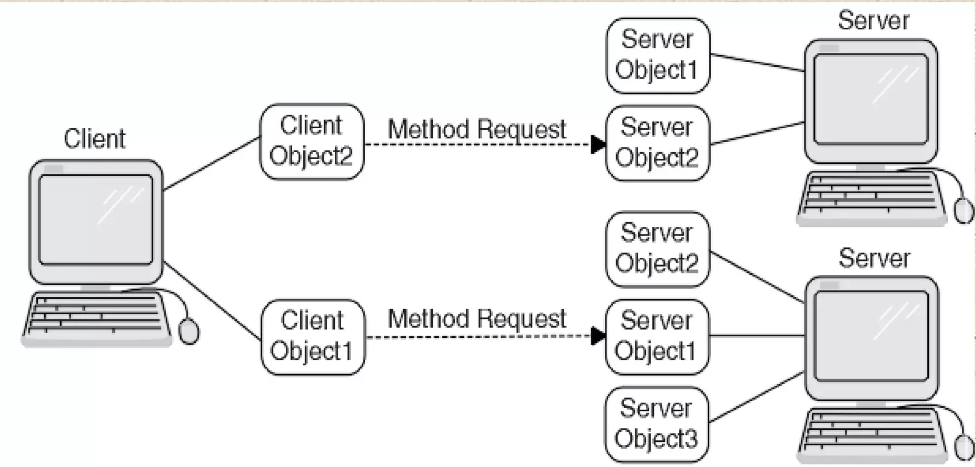 Server
Server
Object1
Client
Client
Object2
Method Request
Server
Object2
Server
Object2
Server
Client
Object1
Method Request
Server
Object1
Server
Object3